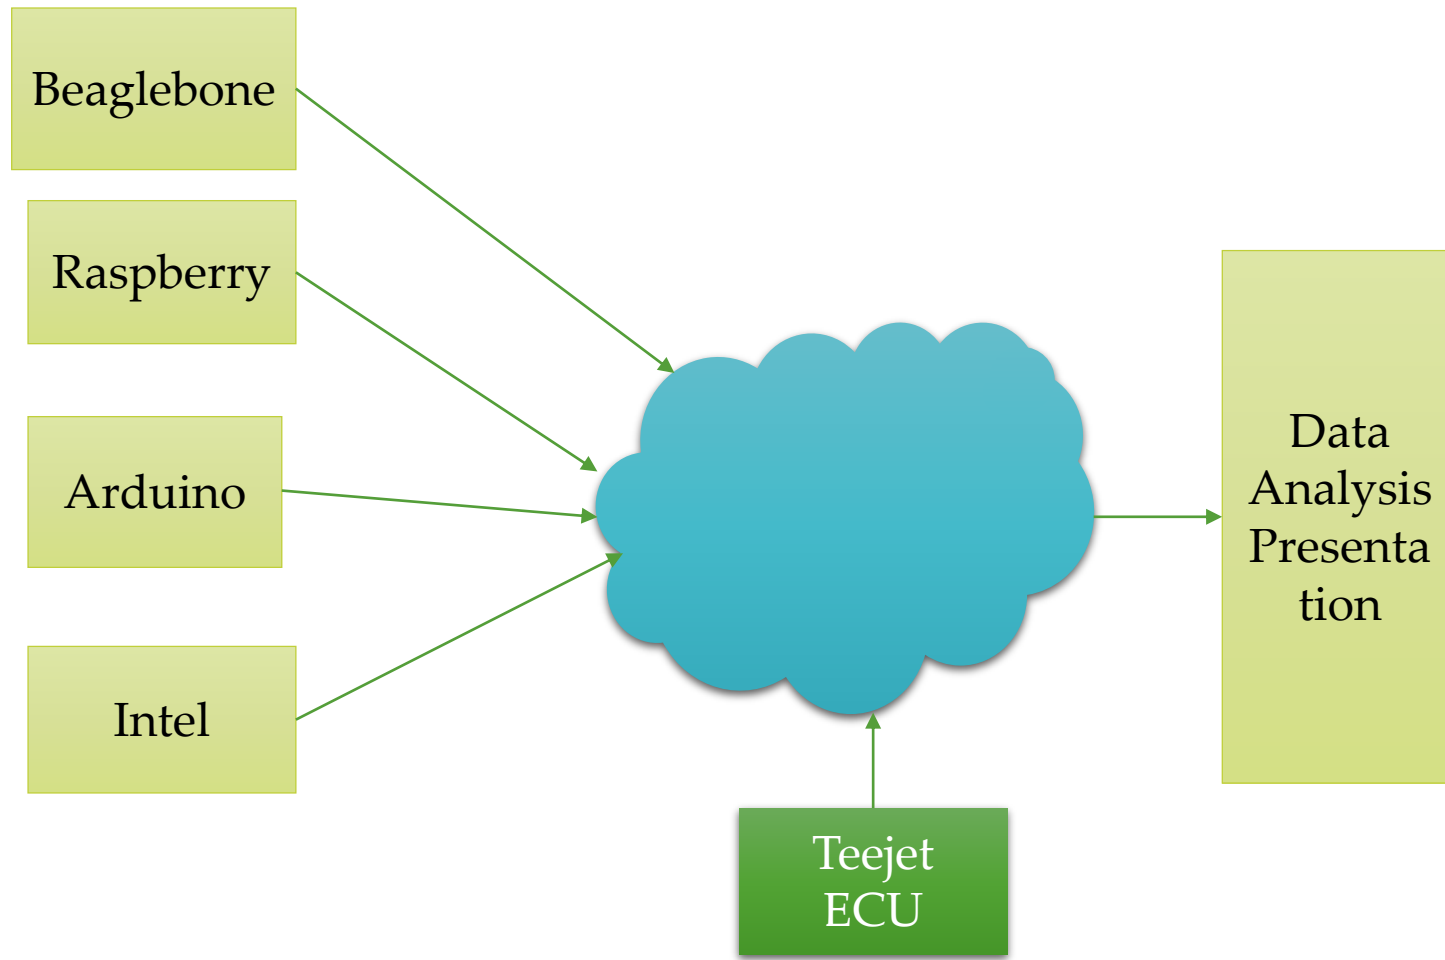 Beaglebone
Raspberry
Arduino
Intel
Teejet
ECU
Data
Analysis
Presenta
tion